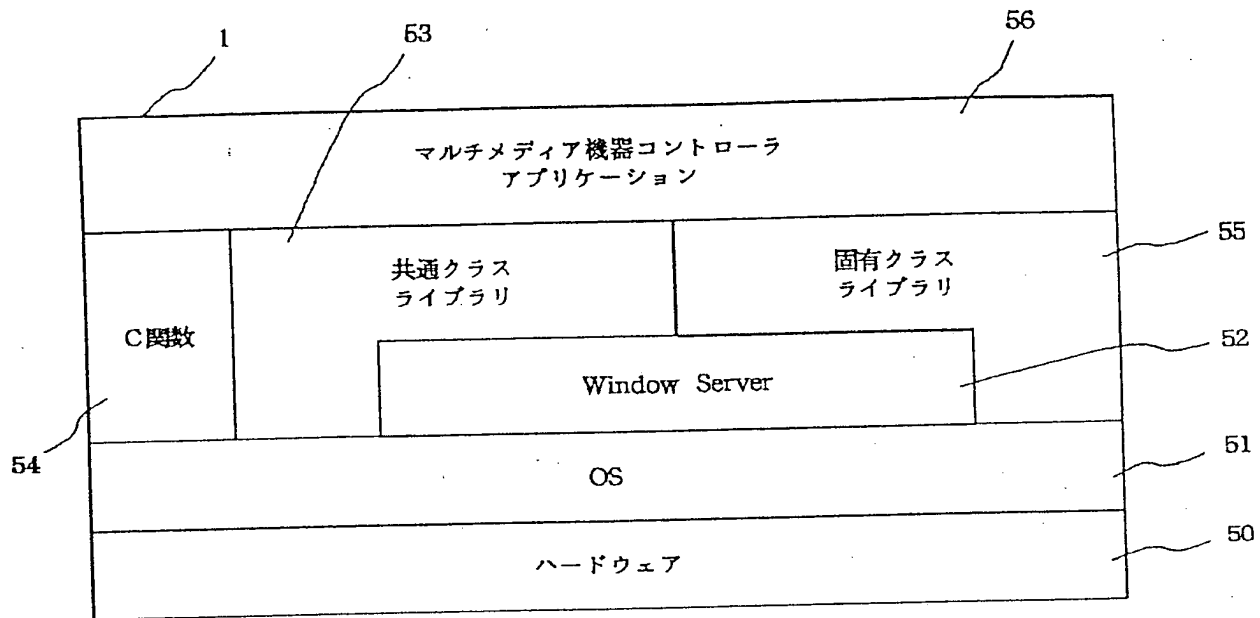 1
53
56
マルチメディア機器コントローラ
アプリケーション
55
共通クラス
ライブラリ
固有クラス
ライブラリ
C関数
52
Window Server
54
51
OS
50
ハードウェア